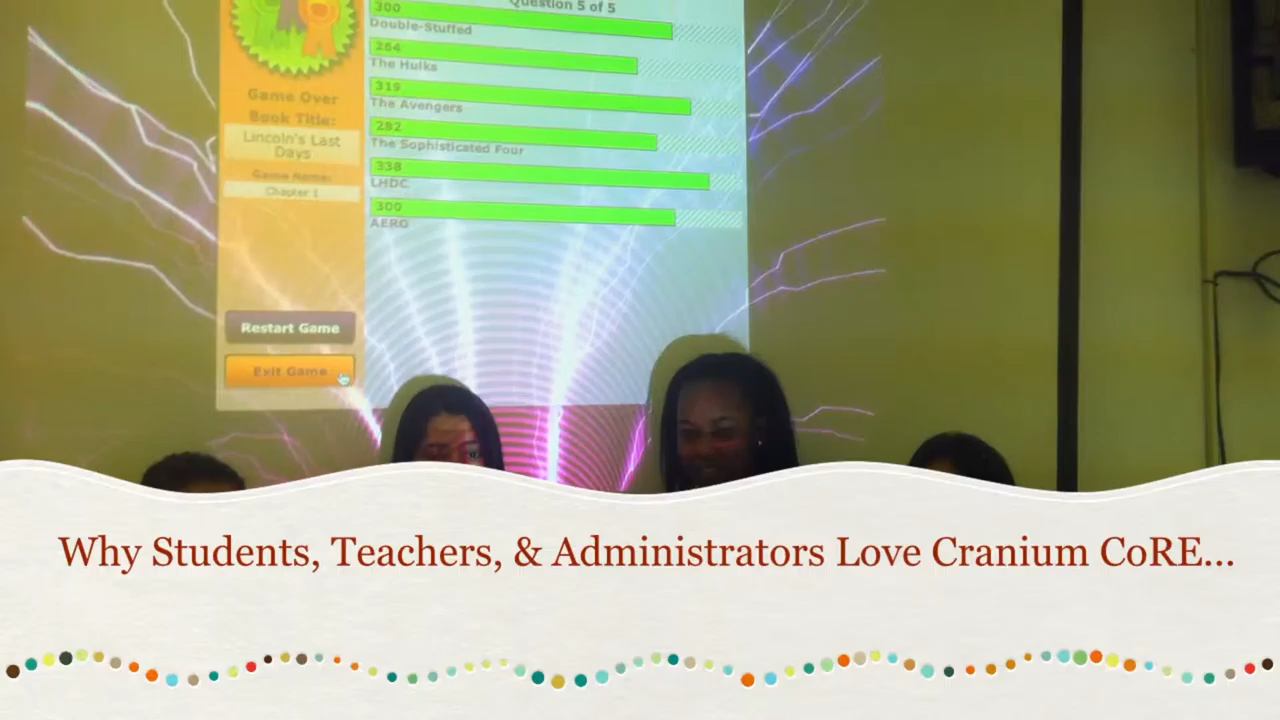 Question 5 of 5
300
Double-Stuffed
264
The Hulks
319
The Avengers
282
The Sophisticated Four
338
LHDC
300
AERO
Game Over
Book Title:
Lincoln's Last
Days
Game Name:
Chapter 1
Restart Game
Exit Game
Why Students, Teachers, & Administrators Love Cranium CoRE...